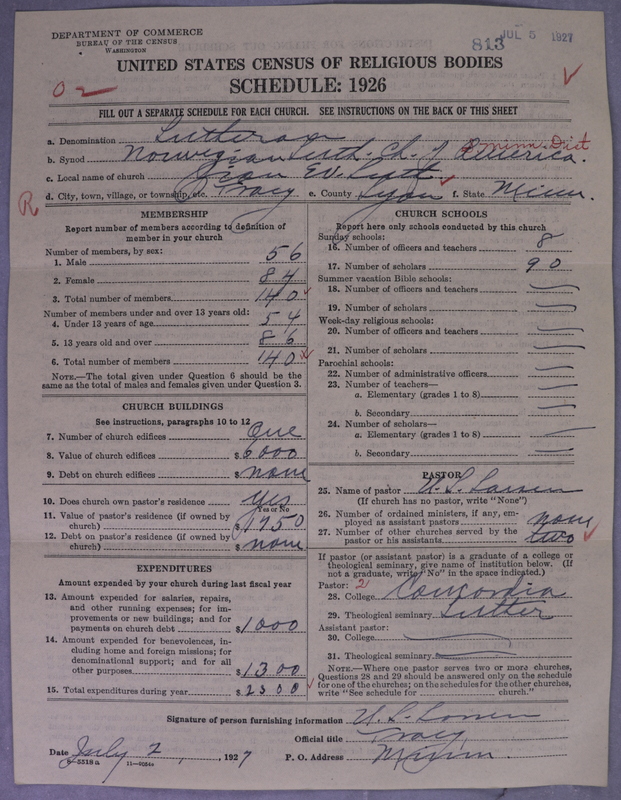 DEPARTMENT OF COMMERCE
BUREAU OF THE CENSUS
WASHINGTON
813 JUL 5 1927
UNITED STATES CENSUS OF RELIGIOUS BODIES
SCHEDULE: 1926
FILL OUT A SEPARATE SCHEDULE FOR EACH CHURCH. SEE INSTRUCTIONS ON THE BACK OF THIS SHEET
a. Denomination Lutheran
b. Synod Norwegian Luth. Ch. of America. Minn. Dist
c. Local name of church Ev. Luth.
d. City, town, village, or township, etc. Tracy e. County Lyon f. State Minn.
R
MEMBERSHIP
Report number of members according to definition of
member in your church
Number of members, by sex:
1. Male 56
2. Female 84
3. Total number of members 140
Number of members under and over 13 years old:
4. Under 13 years of age 54
5. 13 years old and over 86
6. Total number of members 140
NOTE.—The total given under Question 6 should be the
same as the total of males and females given under Question 3.
CHURCH BUILDINGS
See instructions, paragraphs 10 to 12
7. Number of church edifices One
8. Value of church edifices $6000
9. Debt on church edifices $none
10. Does church own pastor's residence yes
Yes or No
11. Value of pastor's residence (if owned by
church) $1750
12. Debt on pastor's residence (if owned by
church) $none
EXPENDITURES
Amount expended by your church during last fiscal year
13. Amount expended for salaries, repairs,
and other running expenses; for im-
provements or new buildings; and for
payments on church debt $1000
14. Amount expended for benevolences, in-
cluding home and foreign missions; for
denominational support; and for all
other purposes $1300
15. Total expenditures during year $2300
CHURCH SCHOOLS
Report here only schools conducted by this church
Sunday schools:
16. Number of officers and teachers 8
17. Number of scholars 90
Summer vacation Bible schools:
18. Number of officers and teachers
19. Number of scholars
Week-day religious schools:
20. Number of officers and teachers
21. Number of scholars
Parochial schools:
22. Number of administrative officers
23. Number of teachers—
a. Elementary (grades 1 to 8)
b. Secondary
24. Number of scholars—
a. Elementary (grades 1 to 8)
b. Secondary
PASTOR
25. Name of pastor
(If church has no pastor, write "None")
26. Number of ordained ministers, if any, em-
ployed as assistant pastors none
27. Number of other churches served by the
pastor or his assistants two
If pastor (or assistant pastor) is a graduate of a college or
theological seminary, give name of institution below. (If
not a graduate, write "No" in the space indicated.)
Pastor: 2
28. College Concordia
29. Theological seminary Luther
Assistant pastor:
30. College
31. Theological seminary
NOTE.—Where one pastor serves two or more churches,
Questions 28 and 29 should be answered only on the schedule
for one of the churches; on the schedules for the other churches,
write "See schedule for ______ church."
Signature of person furnishing information
Official title Tracy
Date July 2, 1927 P. O. Address Minn.
8—5518 a